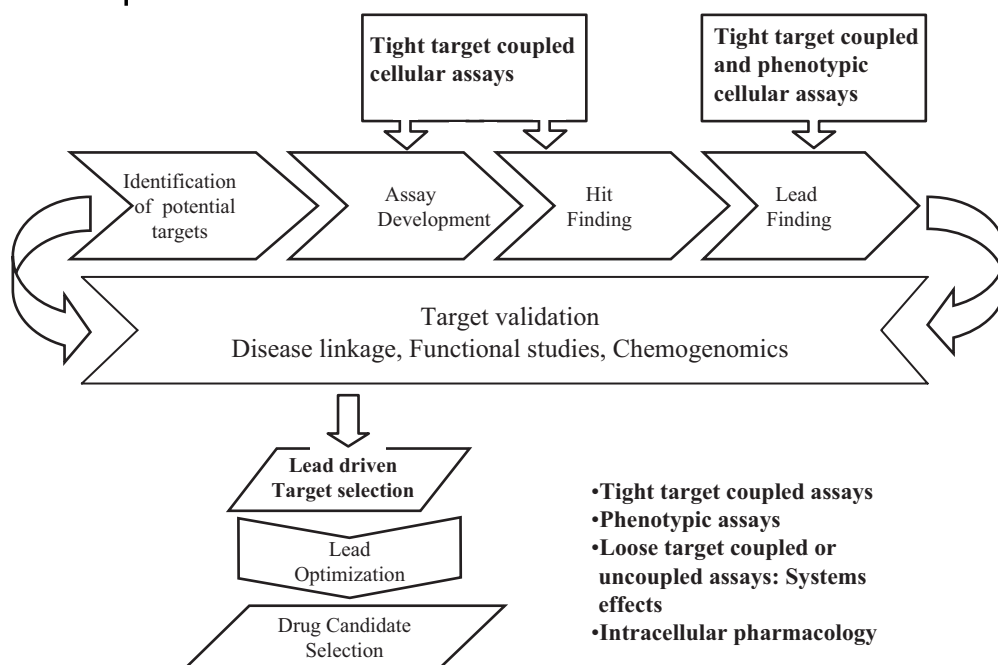 Tight target coupled
cellular assays
Tight target coupled
and phenotypic
cellular assays
Identification
of potential
targets
Assay
Development
Hit
Finding
Lead
Finding
Target validation
Disease linkage, Functional studies, Chemogenomics
Lead driven
Target selection
Lead
Optimization
Drug Candidate
Selection
•Tight target coupled assays
•Phenotypic assays
•Loose target coupled or
uncoupled assays: Systems
effects
•Intracellular pharmacology